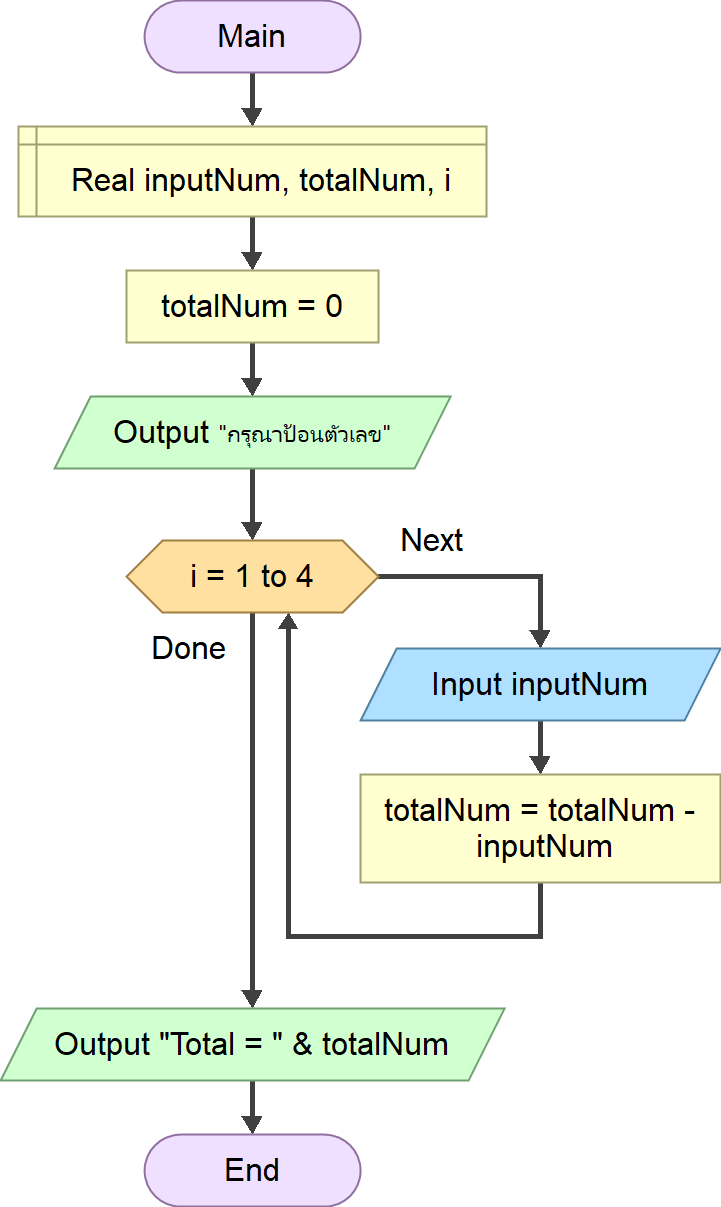 Main
Real inputNum, totalNum, i
totalNum = 0
Output "กรุณาป้อนตัวเลข"
i = 1 to 4
Next
Done
Input inputNum
totalNum = totalNum -
inputNum
Output "Total = " & totalNum
End